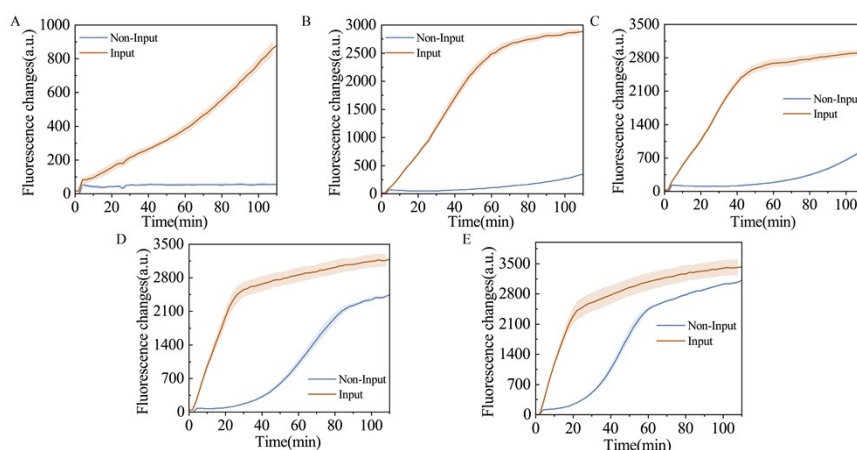 A
Fluorescence changes(a.u.)
1000
800
600
400
200
0
Non-Input
Input
0 20 40 60 80 100
Time(min)
B
Fluorescence changes(a.u.)
3000
2500
2000
1500
1000
500
0
Non-Input
Input
0 20 40 60 80 100
Time(min)
C
Fluorescence changes(a.u.)
2800
2100
1400
700
0
Non-Input
Input
0 20 40 60 80 100
Time(min)
D
Fluorescence changes(a.u.)
3500
2800
2100
1400
700
0
Non-Input
Input
0 20 40 60 80 100
Time(min)
E
Fluorescence changes(a.u.)
3500
2800
2100
1400
700
0
Non-Input
Input
0 20 40 60 80 100
Time(min)